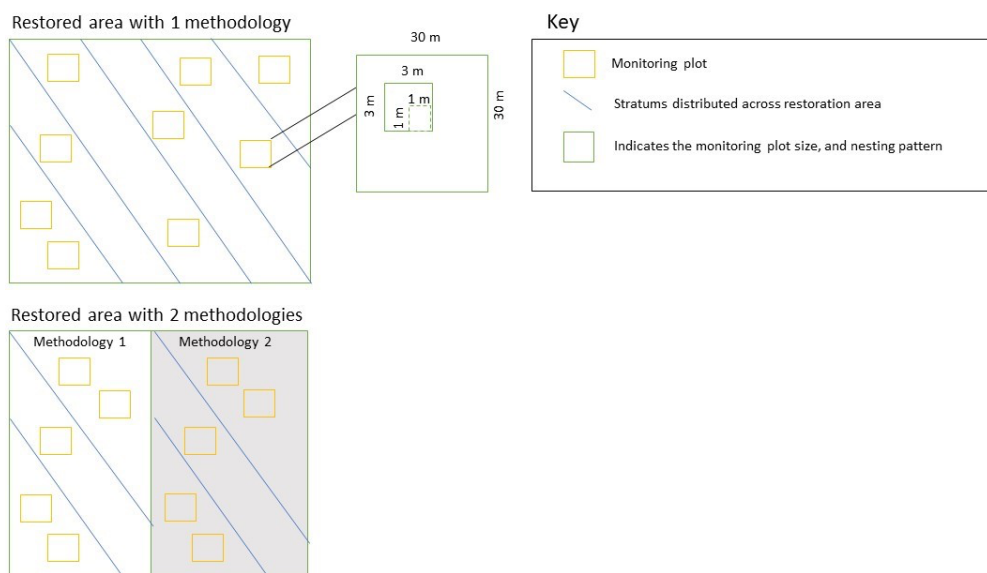 Restored area with 1 methodology
30 m
3 m
3 m
1 m
1 m
30 m
Key
Monitoring plot
Stratums distributed across restoration area
Indicates the monitoring plot size, and nesting pattern
Restored area with 2 methodologies
Methodology 1
Methodology 2